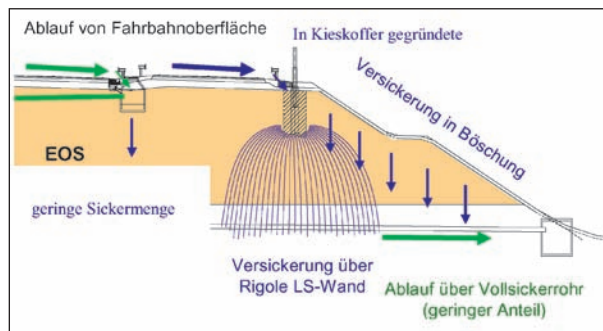 Ablauf von Fahrbahnoberfläche
In Kieskoffer gegründete
Versickerung in Böschung
EOS
geringe Sickermenge
Versickerung über
Rigole LS-Wand
Ablauf über Vollsickerrohr
(geringer Anteil)